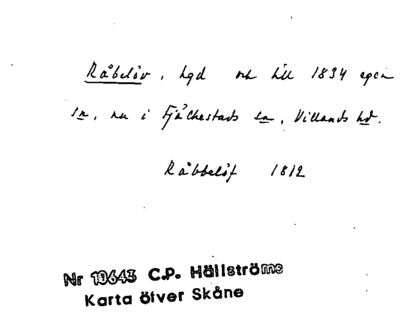 Råbelöv, hgd och till 1834 egen
sn, nu i Fjälkestads sn, Villands hd.
Råbbelöf 1812
Nr 10643 C.P. Hällströms
Karta öfver Skåne